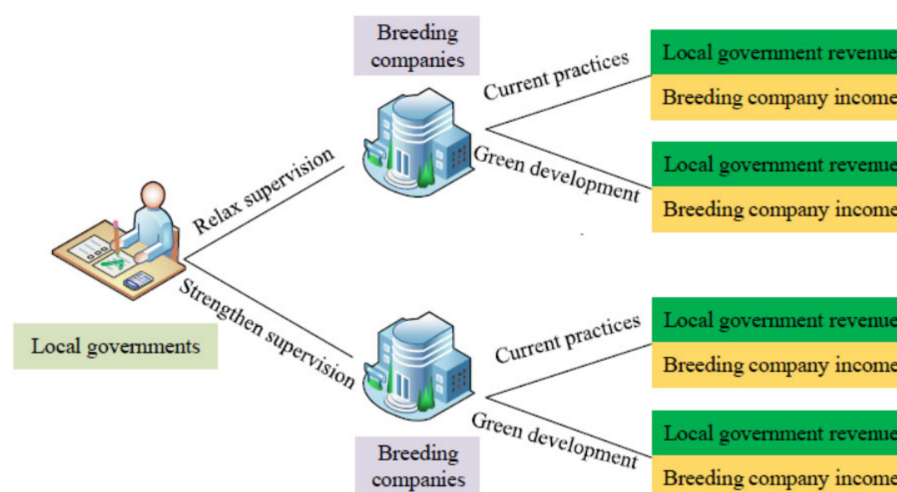 Breeding
companies
Current practices
Local government revenue
Breeding company income
Green development
Local government revenue
Breeding company income
Relax supervision
Local governments
Strengthen supervision
Current practices
Local government revenue
Breeding company income
Green development
Local government revenue
Breeding company income
Breeding
companies